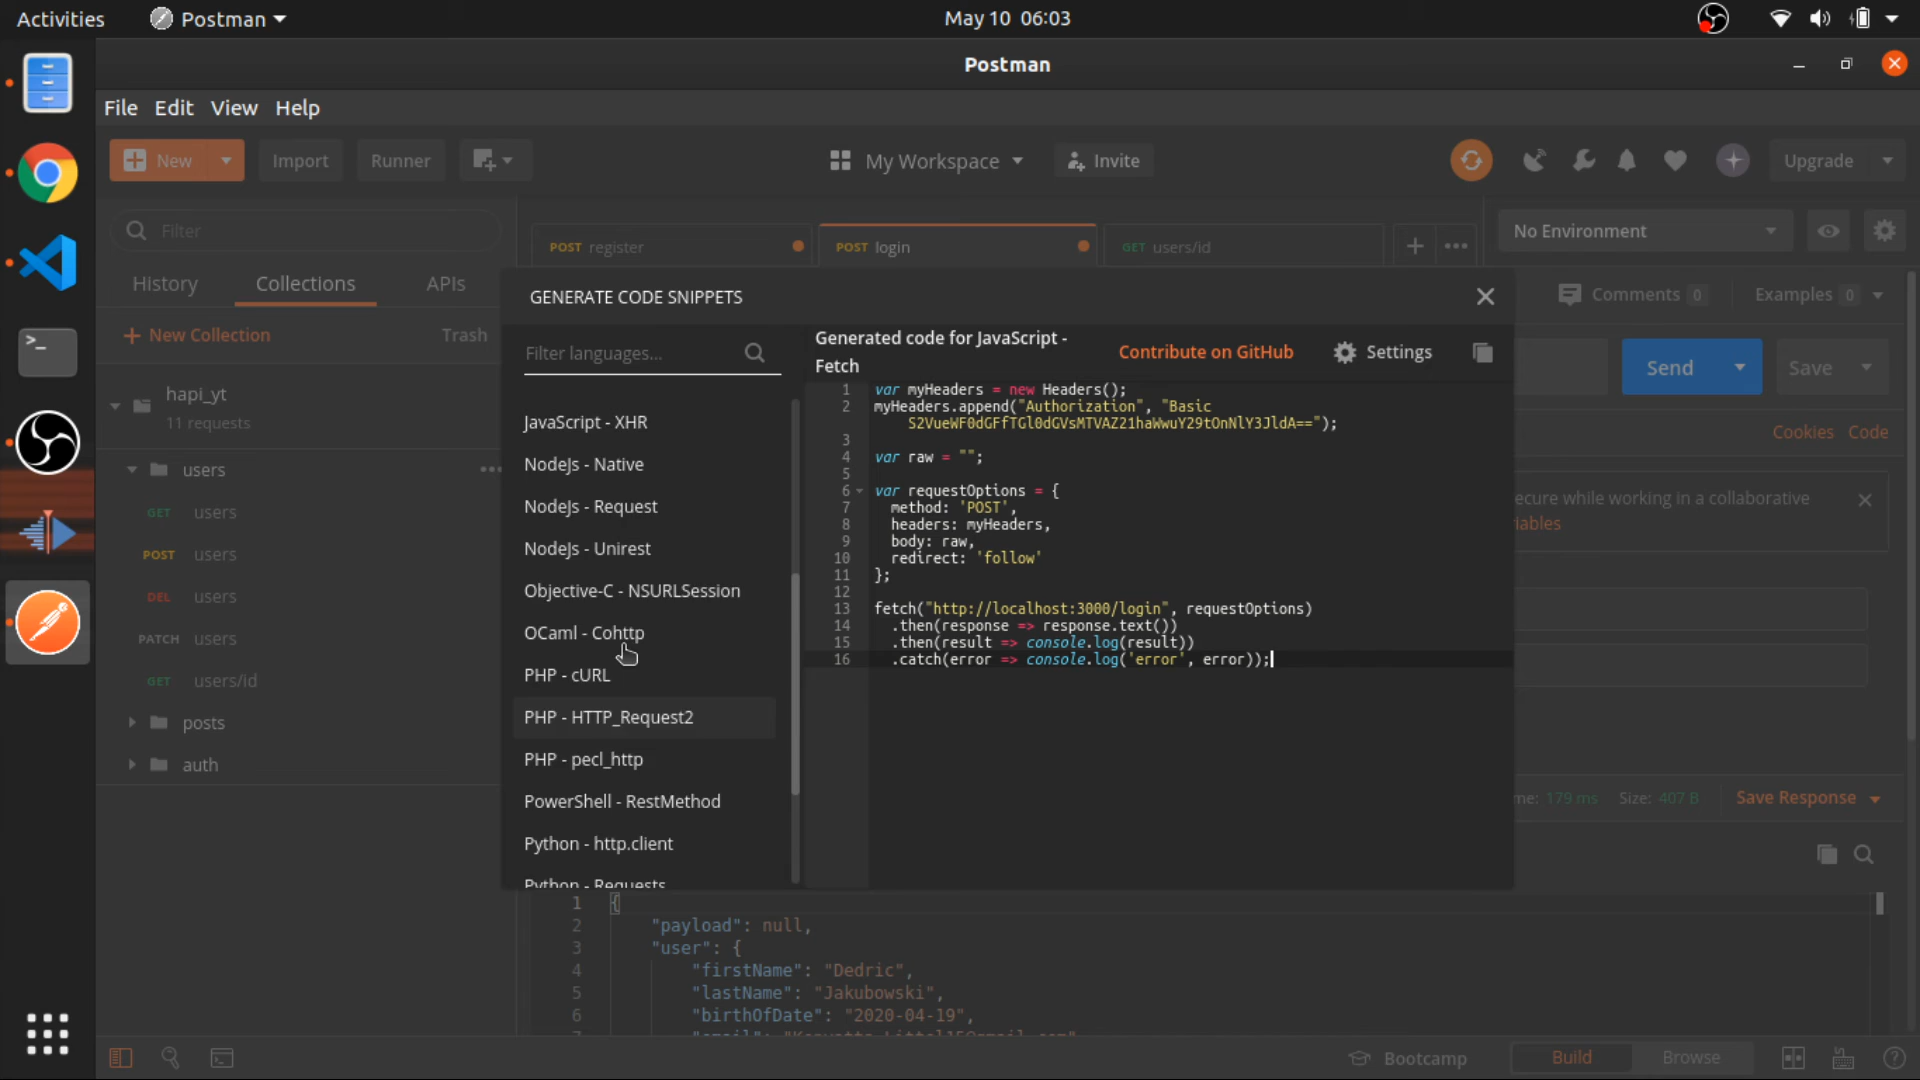 Activities
Postman
May 10 06:03
Postman
File Edit View Help
New
Import
Runner
My Workspace
Invite
Upgrade
Filter
POST register
POST login
GET users/id
No Environment
History
Collections
APIs
GENERATE CODE SNIPPETS
Comments 0
Examples 0
+ New Collection
Trash
Filter languages...
Generated code for JavaScript -
Fetch
Contribute on GitHub
Settings
Send
Save
hapi_yt
11 requests
Cookies Code
users
GET users
POST users
DEL users
PATCH users
GET users/id
posts
auth
JavaScript - XHR
NodeJs - Native
NodeJs - Request
NodeJs - Unirest
Objective-C - NSURLSession
OCaml - Cohttp
PHP - cURL
PHP - HTTP_Request2
PHP - pecl_http
PowerShell - RestMethod
Python - http.client
Python - Requests
1 var myHeaders = new Headers();
2 myHeaders.append("Authorization", "Basic
S2VueWF0dGFfTGl0dGVsMTVAZ21haWwuY29tOnNlY3JldA==");
3
4 var raw = "";
5
6 var requestOptions = {
7 method: 'POST',
8 headers: myHeaders,
9 body: raw,
10 redirect: 'follow'
11 };
12
13 fetch("http://localhost:3000/login", requestOptions)
14 .then(response => response.text())
15 .then(result => console.log(result))
16 .catch(error => console.log('error', error));
ecure while working in a collaborative
iables
me: 179 ms Size: 407 B
Save Response
1 {
2 "payload": null,
3 "user": {
4 "firstName": "Dedric",
5 "lastName": "Jakubowski",
6 "birthOfDate": "2020-04-19",
Bootcamp
Build
Browse